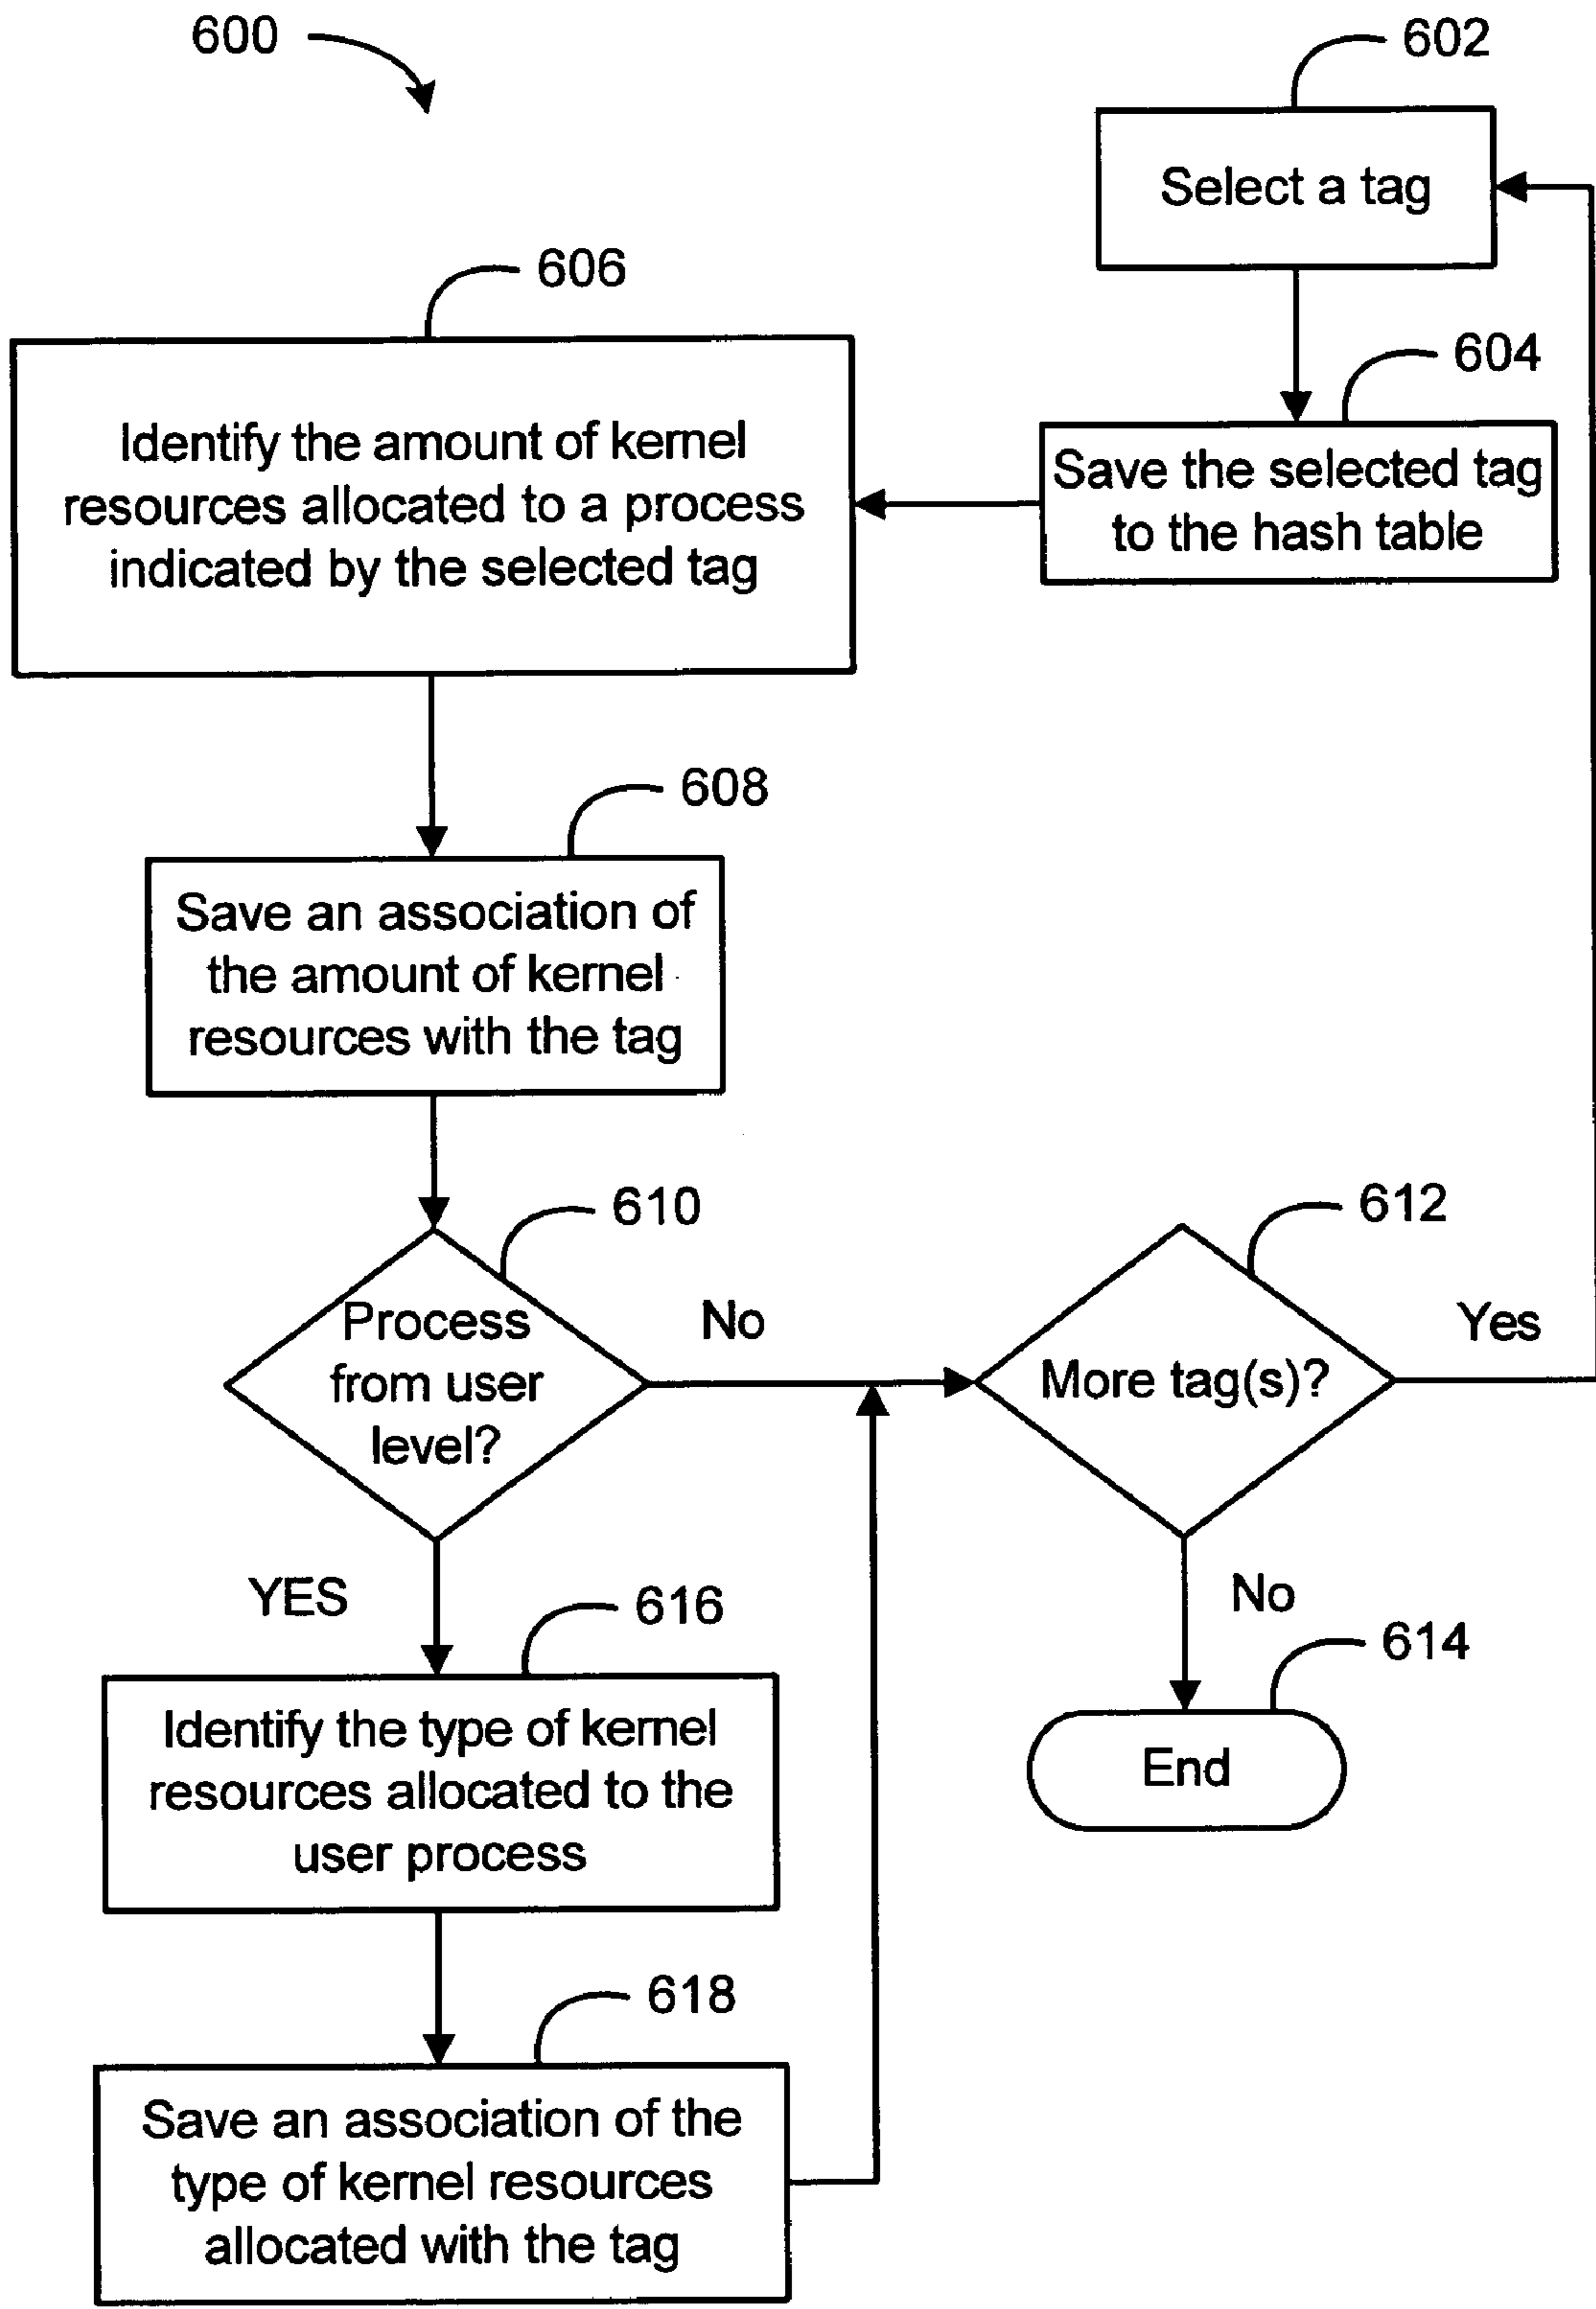 600
602
Select a tag
604
Save the selected tag
to the hash table
606
Identify the amount of kernel
resources allocated to a process
indicated by the selected tag
608
Save an association of
the amount of kernel
resources with the tag
610
Process
from user
level?
No
612
More tag(s)?
Yes
No
614
End
YES
616
Identify the type of kernel
resources allocated to the
user process
618
Save an association of the
type of kernel resources
allocated with the tag